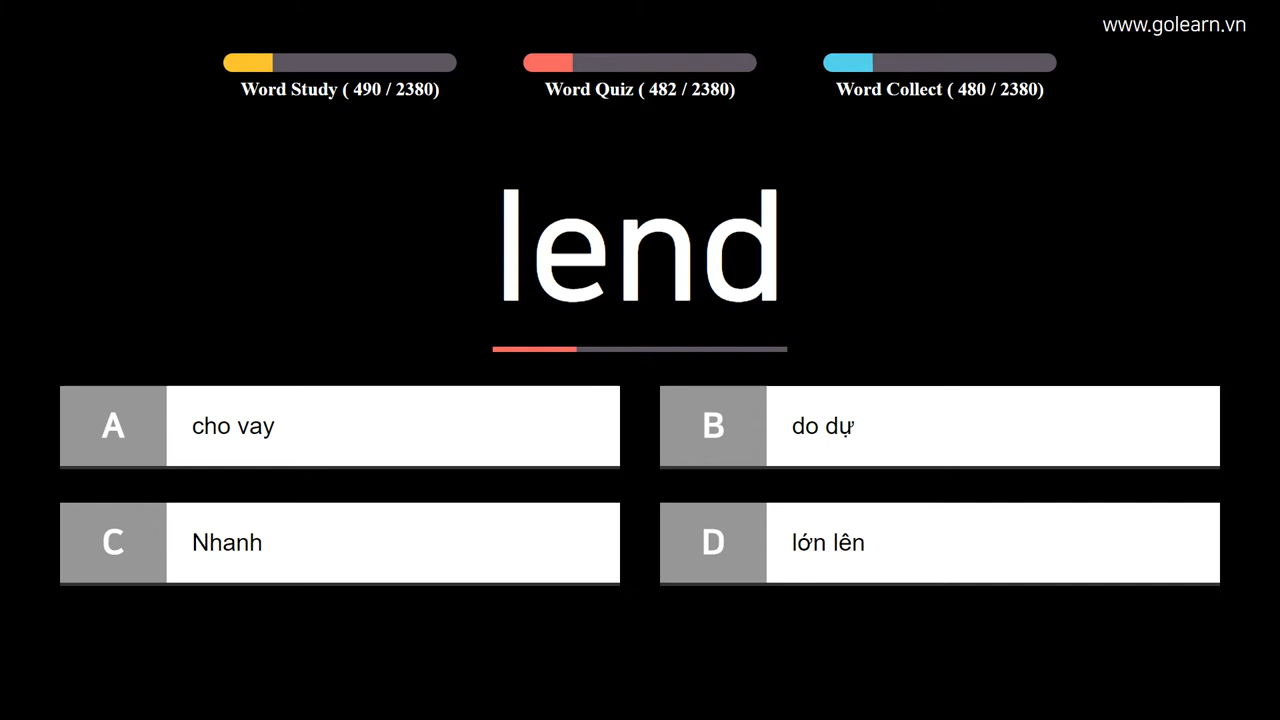 www.golearn.vn
Word Study ( 490 / 2380)
Word Quiz ( 482 / 2380)
Word Collect ( 480 / 2380)
lend
A cho vay
B do dự
C Nhanh
D lớn lên